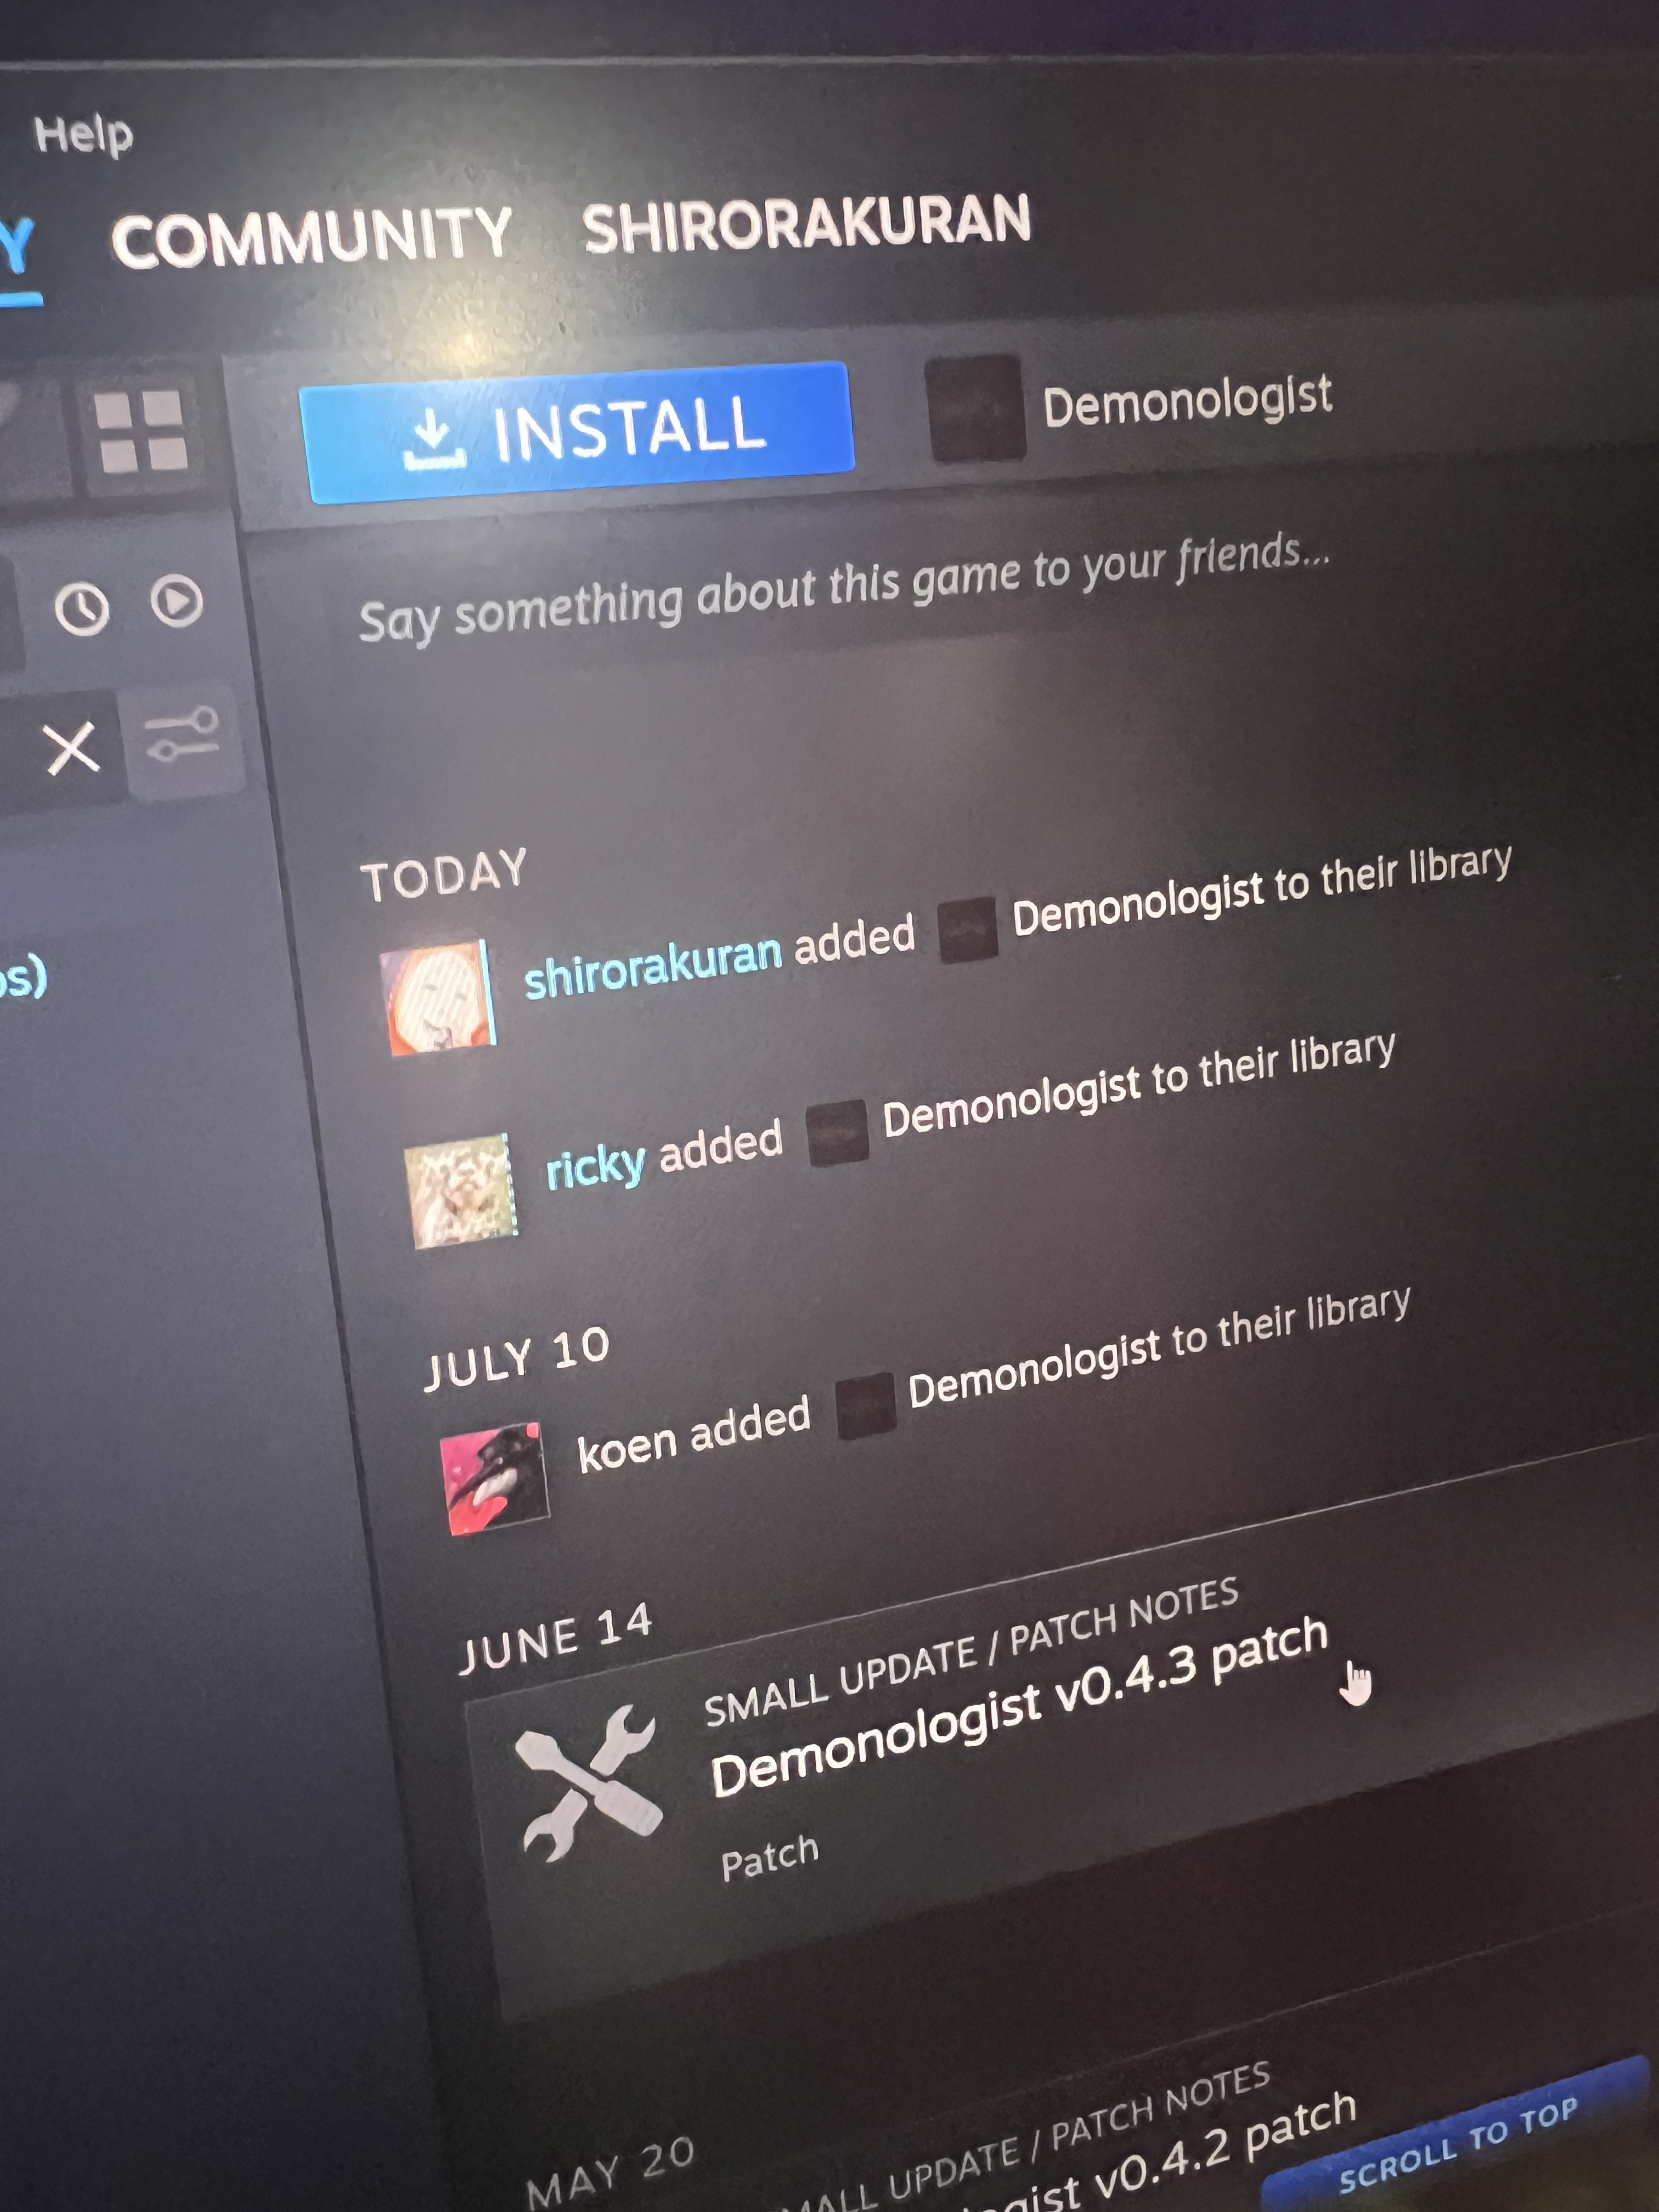 Help
Y COMMUNITY SHIRORAKURAN
INSTALL Demonologist
Say something about this game to your friends...
TODAY
shirorakuran added Demonologist to their library
os)
ricky added Demonologist to their library
JULY 10
koen added Demonologist to their library
JUNE 14
SMALL UPDATE / PATCH NOTES
Demonologist v0.4.3 patch
Patch
MAY 20
MALL UPDATE / PATCH NOTES
gist v0.4.2 patch
SCROLL TO TOP